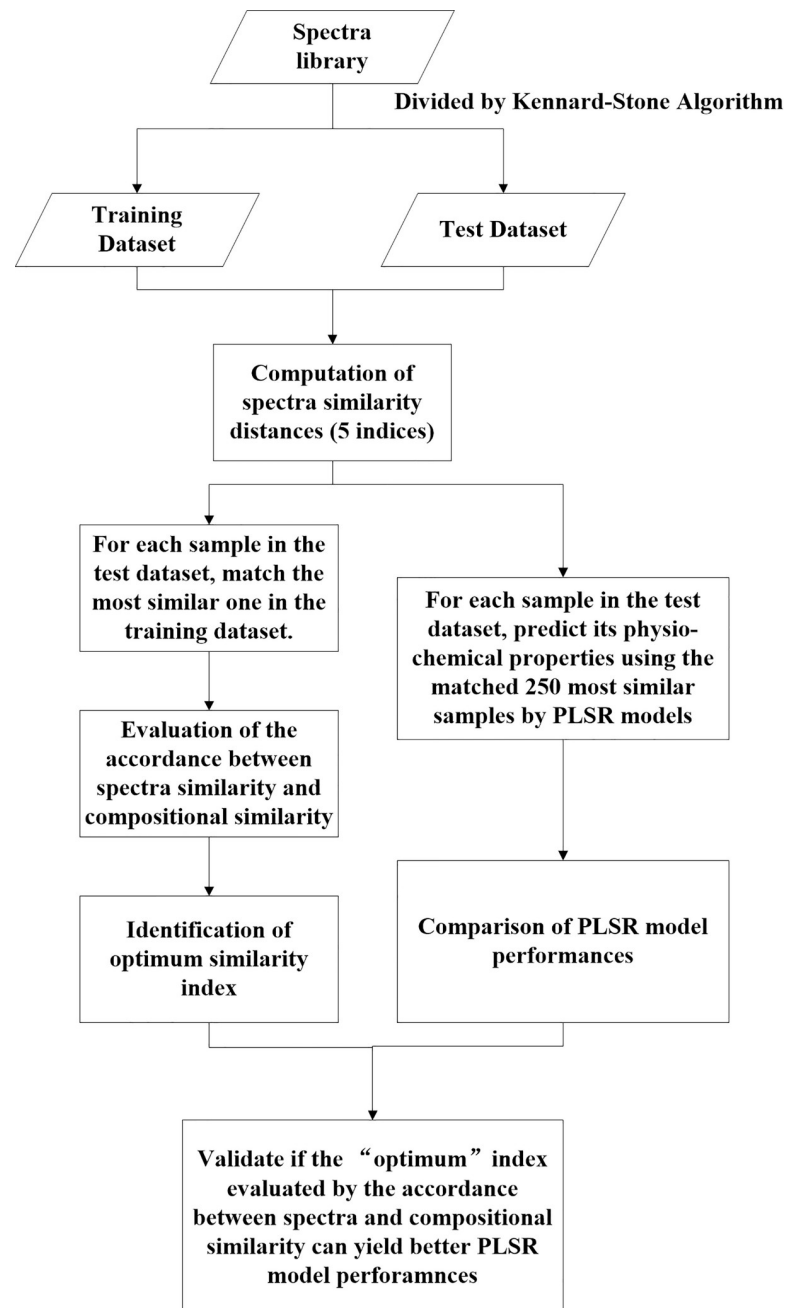 Spectra
library
Divided by Kennard-Stone Algorithm
Training
Dataset
Test Dataset
Computation of
spectra similarity
distances (5 indices)
For each sample in the
test dataset, match the
most similar one in the
training dataset.
For each sample in the test
dataset, predict its physio-
chemical properties using the
matched 250 most similar
samples by PLSR models
Evaluation of the
accordance between
spectra similarity and
compositional similarity
Identification of
optimum similarity
index
Comparison of PLSR model
performances
Validate if the “optimum” index
evaluated by the accordance
between spectra and compositional
similarity can yield better PLSR
model perforamnces